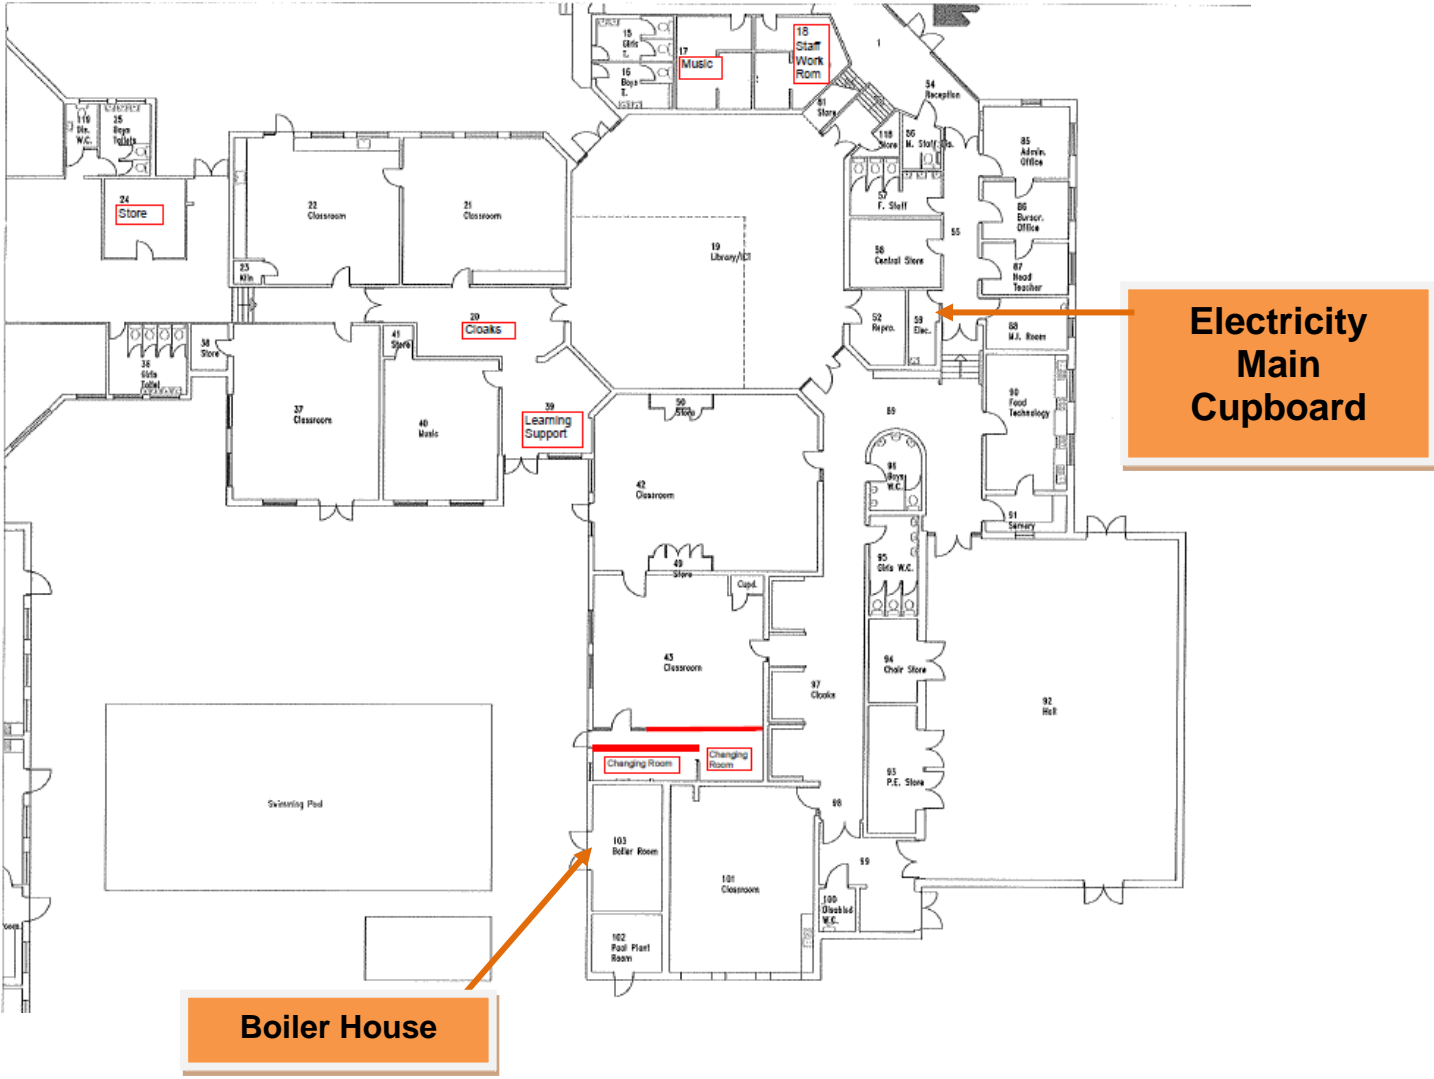 15
Girls
T.
16
Boys
T.
17
Music
18
Staff
Work
Rom
1
54
Reception
81
Store
118
Store
56
M. Staff
Dis.
119
Dis.
W.C.
25
Boys
Toilets
24
Store
22
Classroom
21
Classroom
23
Kiln
19
Library/ICT
57
F. Staff
58
Central Store
55
85
Admin.
Office
86
Bursar.
Office
87
Head
Teacher
88
M.I. Room
52
Repro.
59
Elec.
Electricity
Main
Cupboard
20
Cloaks
41
Store
38
Store
36
Girls
Toilet
37
Classroom
40
Music
39
Learning
Support
50
Store
42
Classroom
49
Store
Cupd.
43
Classroom
Changing Room
Changing
Room
89
90
Food
Technology
91
96
Boys
W.C.
95
Girls W.C.
94
Chair Store
93
P.E. Store
92
Hall
97
Cloaks
98
99
100
Disabled
W.C.
101
Classroom
103
Boiler Room
102
Pool Plant
Room
Swimming Pool
Boiler House